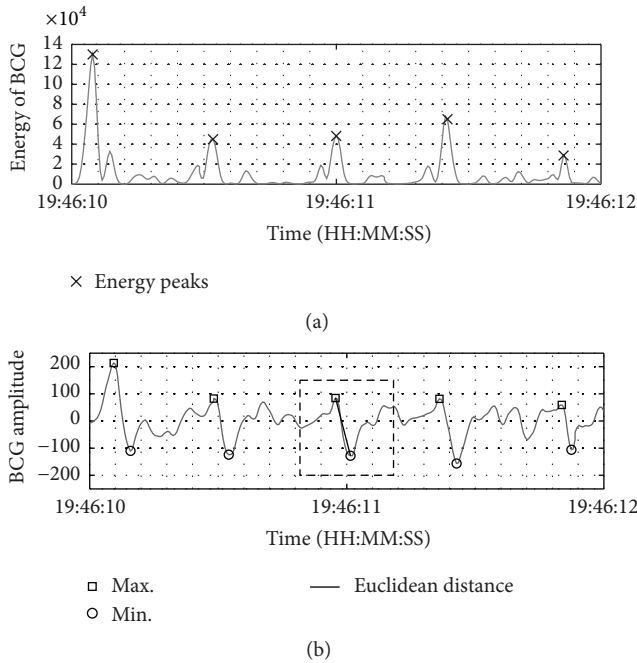 ×10⁴
14
12
10
8
6
4
2
0
Energy of BCG
19:46:10 19:46:11 19:46:12
Time (HH:MM:SS)
× Energy peaks
(a)
200
100
0
−100
−200
BCG amplitude
19:46:10 19:46:11 19:46:12
Time (HH:MM:SS)
Max. Euclidean distance
Min.
(b)